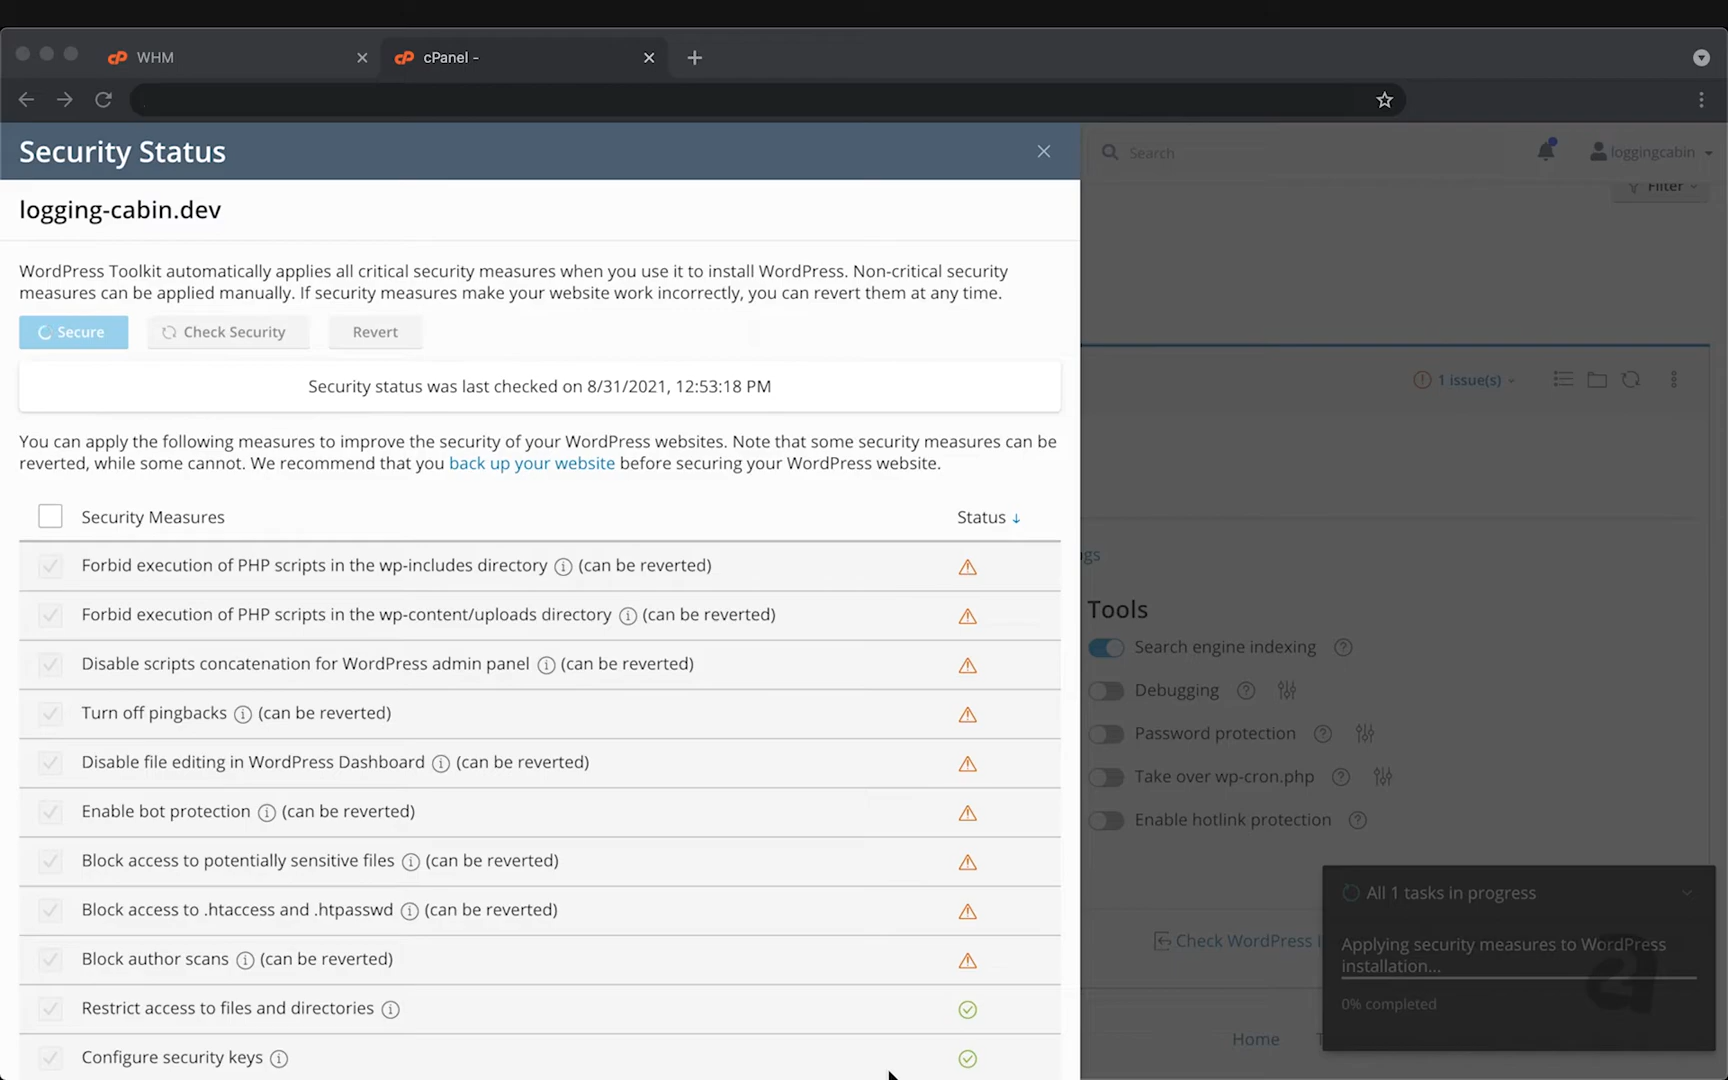 WHM
cPanel -
Security Status
Search
loggingcabin
Filter
logging-cabin.dev
WordPress Toolkit automatically applies all critical security measures when you use it to install WordPress. Non-critical security
measures can be applied manually. If security measures make your website work incorrectly, you can revert them at any time.
Secure
Check Security
Revert
Security status was last checked on 8/31/2021, 12:53:18 PM
1 issue(s)
You can apply the following measures to improve the security of your WordPress websites. Note that some security measures can be
reverted, while some cannot. We recommend that you back up your website before securing your WordPress website.
Security Measures
Status
Forbid execution of PHP scripts in the wp-includes directory (can be reverted)
Forbid execution of PHP scripts in the wp-content/uploads directory (can be reverted)
Disable scripts concatenation for WordPress admin panel (can be reverted)
Turn off pingbacks (can be reverted)
Disable file editing in WordPress Dashboard (can be reverted)
Enable bot protection (can be reverted)
Block access to potentially sensitive files (can be reverted)
Block access to .htaccess and .htpasswd (can be reverted)
Block author scans (can be reverted)
Restrict access to files and directories
Configure security keys
gs
Tools
Search engine indexing
Debugging
Password protection
Take over wp-cron.php
Enable hotlink protection
Check WordPress I
Home
All 1 tasks in progress
Applying security measures to WordPress
installation...
0% completed